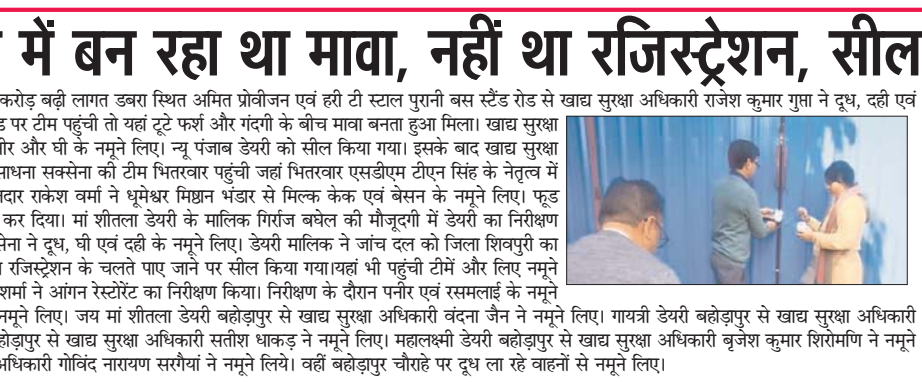 में बन रहा था मावा, नहीं था रजिस्ट्रेशन, सील
करोड़ बढ़ी लागत डबरा स्थित अमित प्रोवीजन एवं हरी टी स्टाल पुरानी बस स्टैंड रोड से खाद्य सुरक्षा अधिकारी राजेश कुमार गुप्ता ने दूध, दही एवं
पर टीम पहुंची तो यहां टूटे फर्श और गंदगी के बीच मावा बनता हुआ मिला। खाद्य सुरक्षा
और घी के नमूने लिए। न्यू पंजाब डेयरी को सील किया गया। इसके बाद खाद्य सुरक्षा
साधना सक्सेना की टीम भितरवार पहुंची जहां भितरवार एसडीएम टीएन सिंह के नेतृत्व में
राकेश वर्मा ने धूमेश्वर मिष्ठान भंडार से मिल्क केक एवं बेसन के नमूने लिए। फूड
कर दिया। मां शीतला डेयरी के मालिक गिर्राज बघेल की मौजूदगी में डेयरी का निरीक्षण
ने दूध, घी एवं दही के नमूने लिए। डेयरी मालिक ने जांच दल को जिला शिवपुरी का
रजिस्ट्रेशन के चलते पाए जाने पर सील किया गया।यहां भी पहुंची टीमें और लिए नमूने
शर्मा ने आंगन रेस्टोरेंट का निरीक्षण किया। निरीक्षण के दौरान पनीर एवं रसमलाई के नमूने
नमूने लिए। जय मां शीतला डेयरी बहोड़ापुर से खाद्य सुरक्षा अधिकारी वंदना जैन ने नमूने लिए। गायत्री डेयरी बहोड़ापुर से खाद्य सुरक्षा अधिकारी
से खाद्य सुरक्षा अधिकारी सतीश धाकड़ ने नमूने लिए। महालक्ष्मी डेयरी बहोड़ापुर से खाद्य सुरक्षा अधिकारी बृजेश कुमार शिरोमणि ने नमूने
अधिकारी गोविंद नारायण सरगैयां ने नमूने लिये। वहीं बहोड़ापुर चौराहे पर दूध ला रहे वाहनों से नमूने लिए।